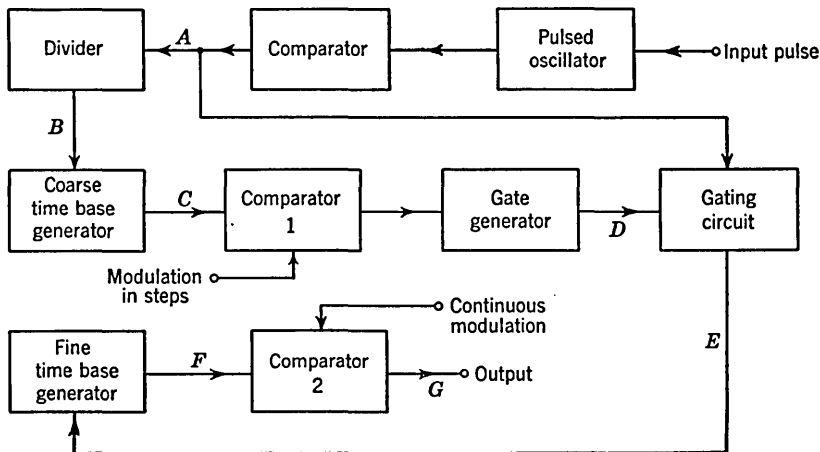 Divider
A
Comparator
Pulsed
oscillator
Input pulse
B
Coarse
time base
generator
C
Comparator
1
Gate
generator
D
Gating
circuit
Modulation
in steps
Continuous
modulation
E
Fine
time base
generator
F
Comparator
2
G
Output